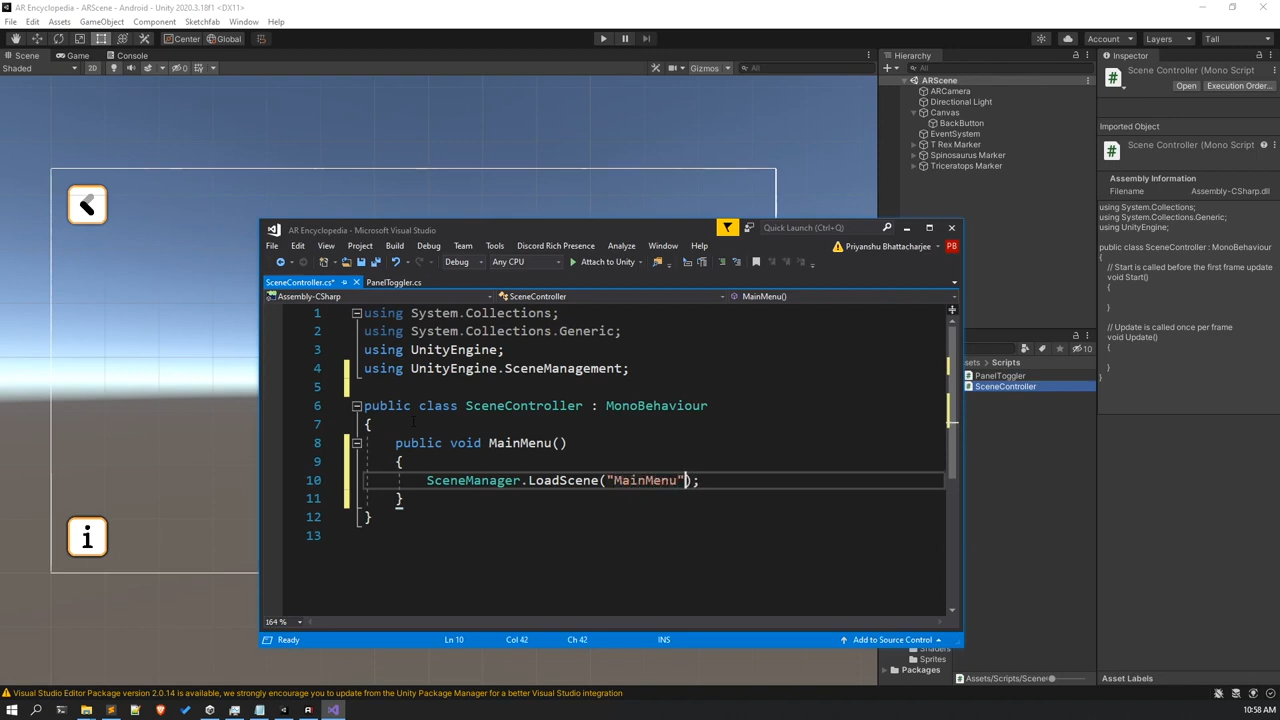 AR Encyclopedia - ARScene - Android - Unity 2020.3.18f1 <DX11>
File Edit Assets GameObject Component Sketchfab Window Help
Center Global
Account Layers Tall
Scene Game Console
Hierarchy
Inspector
Shaded 2D 0 Gizmos All
All
ARScene
ARCamera
Directional Light
Canvas
BackButton
EventSystem
T Rex Marker
Spinosaurus Marker
Triceratops Marker
Scene Controller (Mono Script
Open Execution Order...
Imported Object
Scene Controller (Mono Script
Assembly Information
Filename Assembly-CSharp.dll
using System.Collections;
using System.Collections.Generic;
using UnityEngine;
public class SceneController : MonoBehaviour
{
// Start is called before the first frame update
void Start()
{
}
// Update is called once per frame
void Update()
{
}
}
10
sets > Scripts
PanelToggler
SceneController
Shaders
Sprites
Packages
Assets/Scripts/Scene
Asset Labels
i
AR Encyclopedia - Microsoft Visual Studio
Quick Launch (Ctrl+Q)
File Edit View Project Build Debug Team Tools Discord Rich Presence Analyze Window Help
Priyanshu Bhattacharjee PB
Debug Any CPU Attach to Unity
SceneController.cs* PanelToggler.cs
Assembly-CSharp SceneController MainMenu()
1 using System.Collections;
2 using System.Collections.Generic;
3 using UnityEngine;
4 using UnityEngine.SceneManagement;
5
6 public class SceneController : MonoBehaviour
7 {
8 public void MainMenu()
9 {
10 SceneManager.LoadScene("MainMenu");
11 }
12 }
13
164 %
Ready Ln 10 Col 42 Ch 42 INS Add to Source Control
Visual Studio Editor Package version 2.0.14 is available, we strongly encourage you to update from the Unity Package Manager for a better Visual Studio integration
10:58 AM